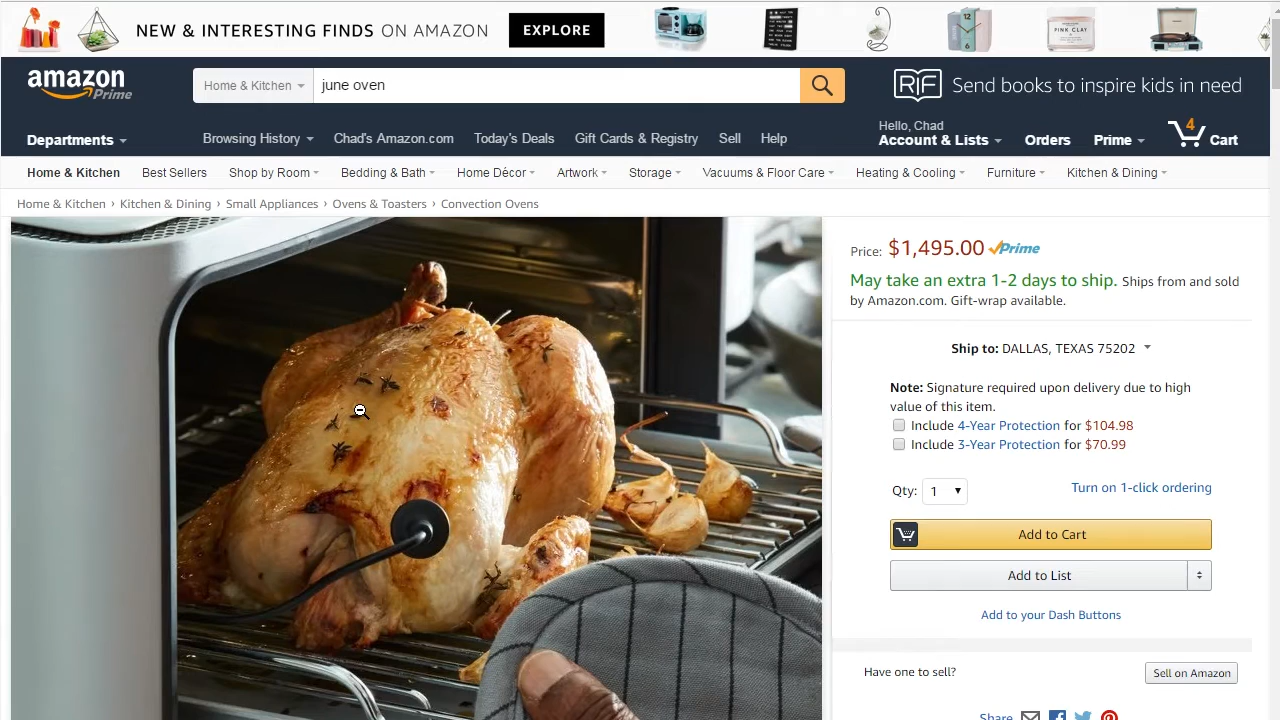 NEW & INTERESTING FINDS ON AMAZON EXPLORE
PINK CLAY
amazon Prime
Home & Kitchen
june oven
RIF Send books to inspire kids in need
Departments
Browsing History
Chad's Amazon.com
Today's Deals
Gift Cards & Registry
Sell
Help
Hello, Chad
Account & Lists
Orders
Prime
4
Cart
Home & Kitchen
Best Sellers
Shop by Room
Bedding & Bath
Home Décor
Artwork
Storage
Vacuums & Floor Care
Heating & Cooling
Furniture
Kitchen & Dining
Home & Kitchen › Kitchen & Dining › Small Appliances › Ovens & Toasters › Convection Ovens
Price: $1,495.00 Prime
May take an extra 1-2 days to ship. Ships from and sold
by Amazon.com. Gift-wrap available.
Ship to: DALLAS, TEXAS 75202
Note: Signature required upon delivery due to high
value of this item.
Include 4-Year Protection for $104.98
Include 3-Year Protection for $70.99
Qty: 1
Turn on 1-click ordering
Add to Cart
Add to List
Add to your Dash Buttons
Have one to sell?
Sell on Amazon
Share